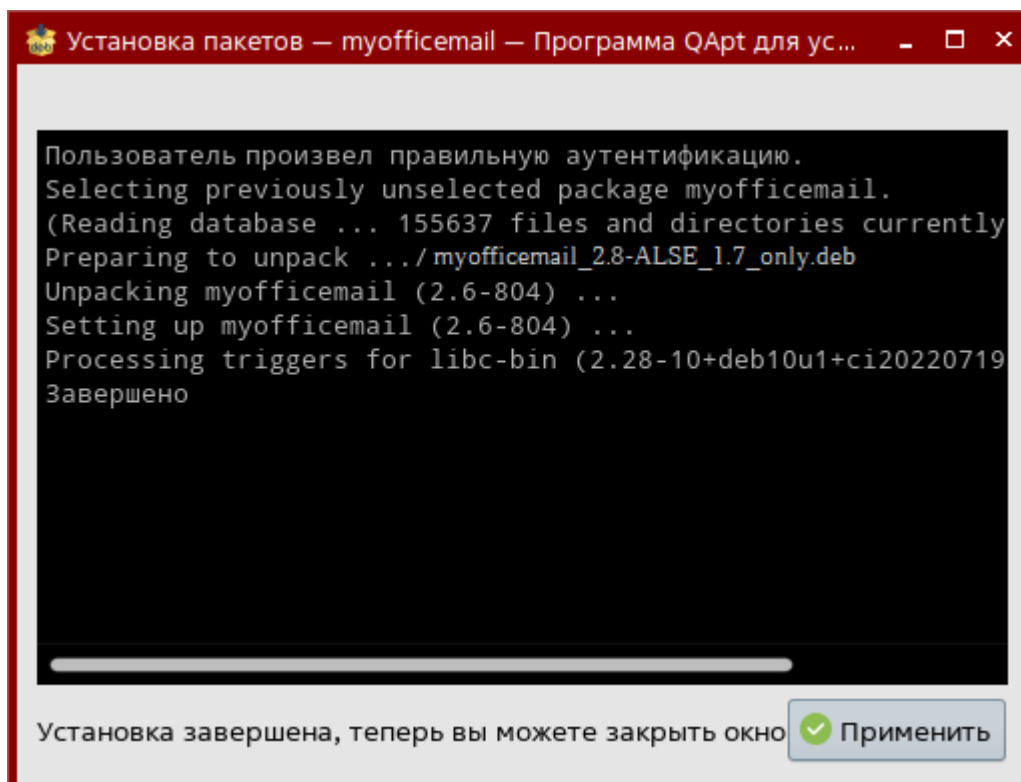 Установка пакетов — myofficemail — Программа QApt для ус...
Пользователь произвел правильную аутентификацию.
Selecting previously unselected package myofficemail.
(Reading database ... 155637 files and directories currently
Preparing to unpack .../myofficemail_2.8-ALSE_1.7_only.deb
Unpacking myofficemail (2.6-804) ...
Setting up myofficemail (2.6-804) ...
Processing triggers for libc-bin (2.28-10+deb10u1+ci20220719
Завершено
Установка завершена, теперь вы можете закрыть окно
Применить